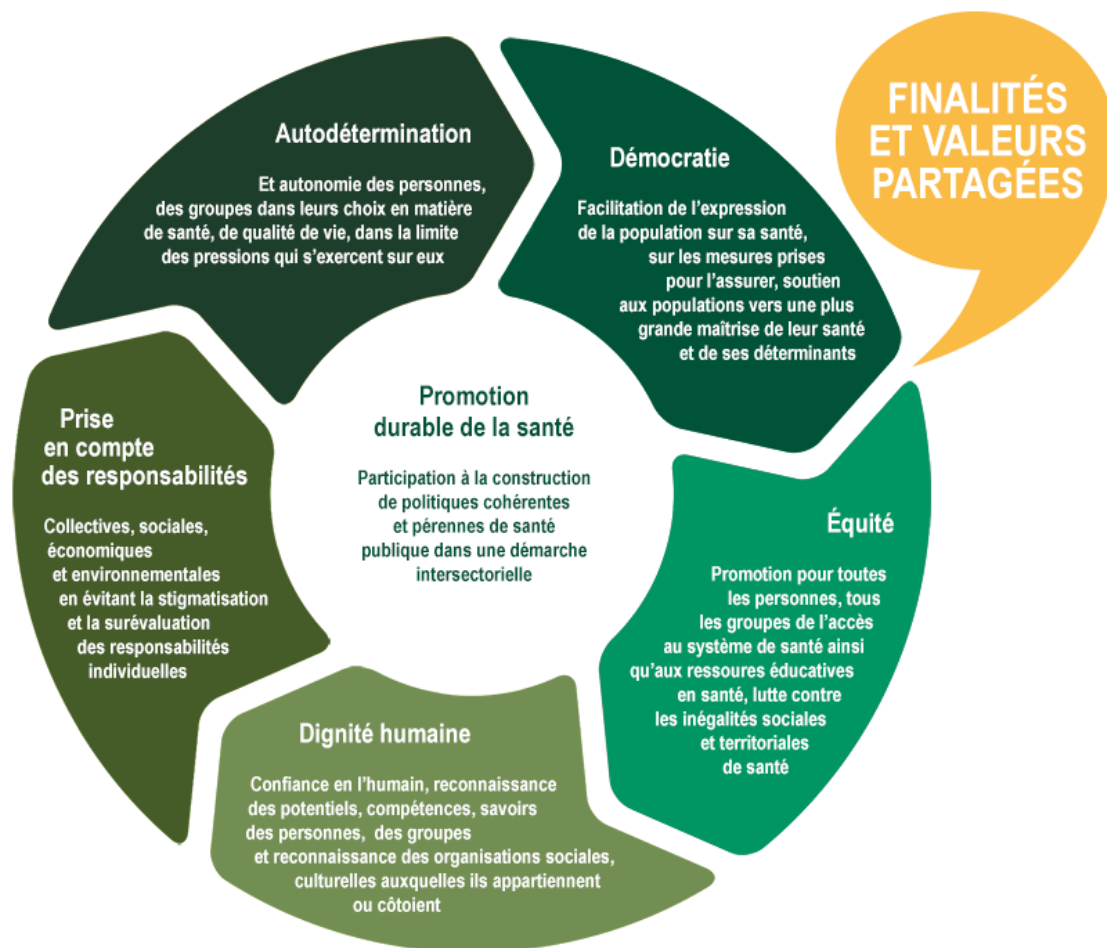 FINALITÉS
ET VALEURS
PARTAGÉES
Autodétermination
Et autonomie des personnes,
des groupes dans leurs choix en matière
de santé, de qualité de vie, dans la limite
des pressions qui s’exercent sur eux
Démocratie
Facilitation de l’expression
de la population sur sa santé,
sur les mesures prises
pour l’assurer, soutien
aux populations vers une plus
grande maîtrise de leur santé
et de ses déterminants
Équité
Promotion pour toutes
les personnes, tous
les groupes de l’accès
au système de santé ainsi
qu’aux ressoures éducatives
en santé, lutte contre
les inégalités sociales
et territoriales
de santé
Dignité humaine
Confiance en l’humain, reconnaissance
des potentiels, compétences, savoirs
des personnes, des groupes
et reconnaissance des organisations sociales,
culturelles auxquelles ils appartiennent
ou côtoient
Prise
en compte
des responsabilités
Collectives, sociales,
économiques
et environnementales
en évitant la stigmatisation
et la surévaluation
des responsabilités
individuelles
Promotion
durable de la santé
Participation à la construction
de politiques cohérentes
et pérennes de santé
publique dans une démarche
intersectorielle